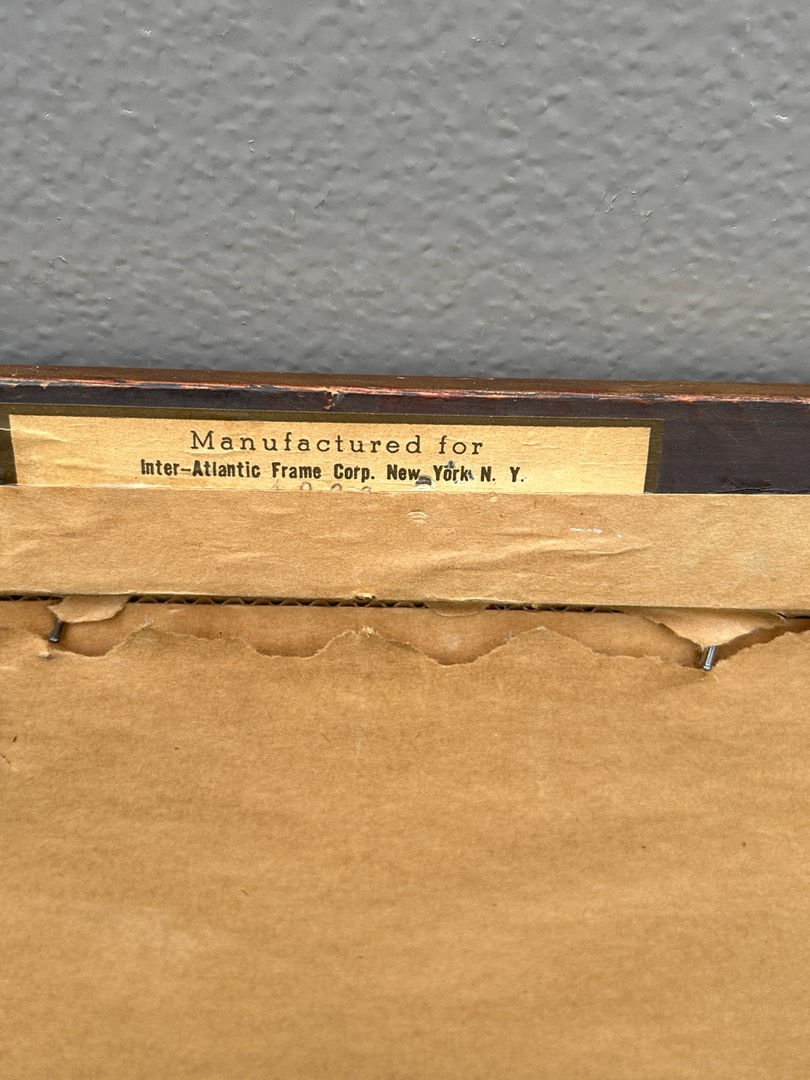 Manufactured for
Inter-Atlantic Frame Corp. New York N. Y.